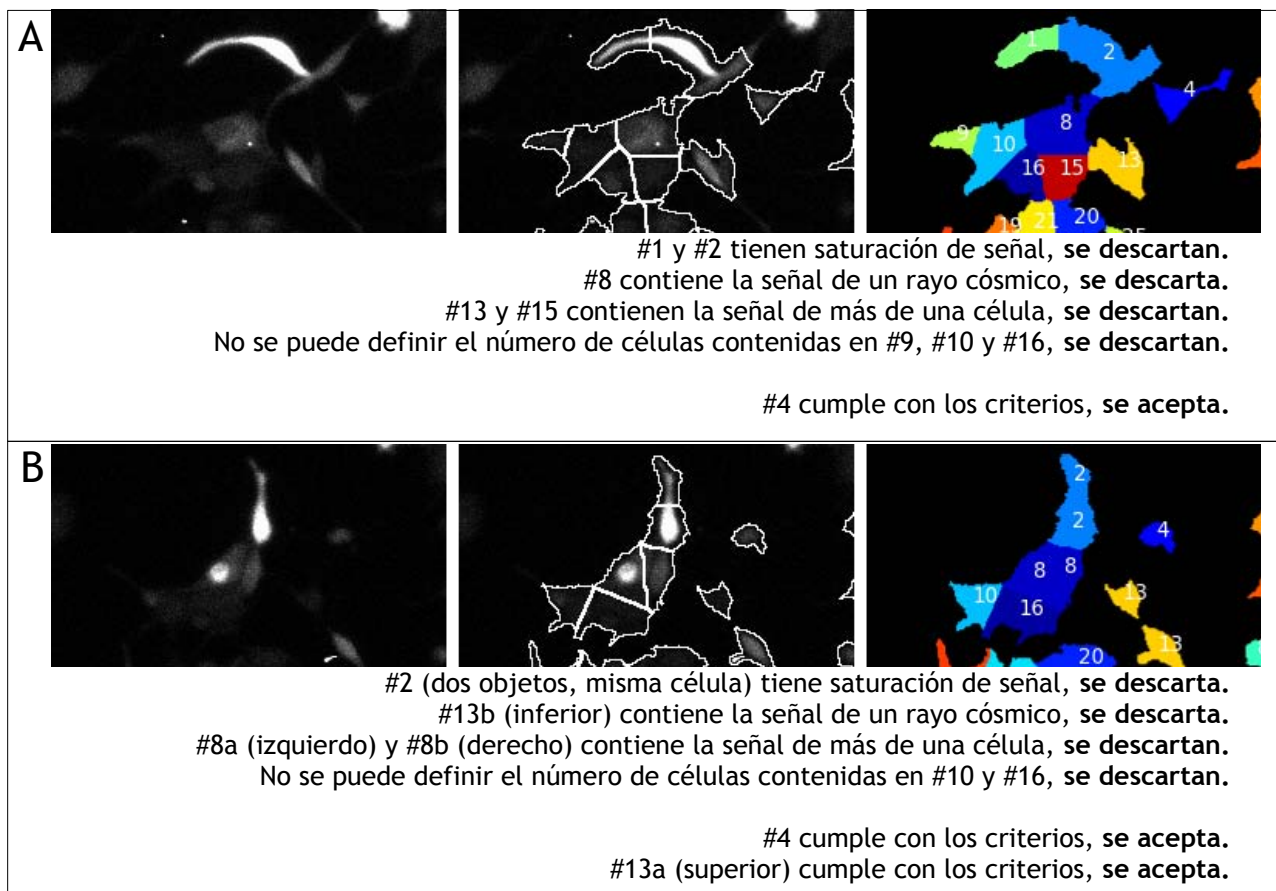 A
1
2
4
8
9
10
13
16
15
19
21
20
25
#1 y #2 tienen saturación de señal, se descartan.
#8 contiene la señal de un rayo cósmico, se descarta.
#13 y #15 contienen la señal de más de una célula, se descartan.
No se puede definir el número de células contenidas en #9, #10 y #16, se descartan.
#4 cumple con los criterios, se acepta.
B
2
2
4
8
8
10
13
16
13
20
#2 (dos objetos, misma célula) tiene saturación de señal, se descarta.
#13b (inferior) contiene la señal de un rayo cósmico, se descarta.
#8a (izquierdo) y #8b (derecho) contiene la señal de más de una célula, se descartan.
No se puede definir el número de células contenidas en #10 y #16, se descartan.
#4 cumple con los criterios, se acepta.
#13a (superior) cumple con los criterios, se acepta.